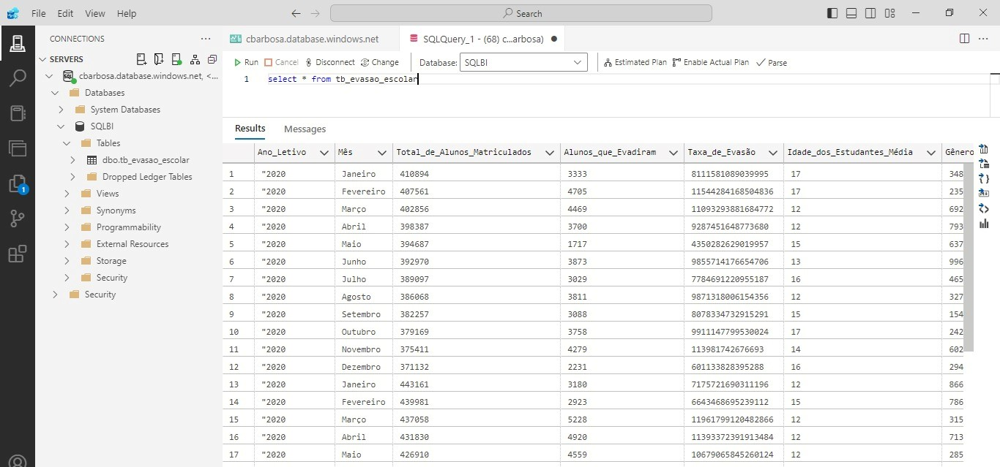 File Edit View Help Search
CONNECTIONS
SERVERS
cbarbosa.database.windows.net, <...
Databases
System Databases
SQLBI
Tables
dbo.tb_evasao_escolar
Dropped Ledger Tables
Views
Synonyms
Programmability
External Resources
Storage
Security
Security
1
cbarbosa.database.windows.net SQLQuery_1 - (68) c...arbosa)
Run Cancel Disconnect Change Database: SQLBI Estimated Plan Enable Actual Plan Parse
1 select * from tb_evasao_escolar
Results Messages
Ano_Letivo Mês Total_de_Alunos_Matriculados Alunos_que_Evadiram Taxa_de_Evasão Idade_dos_Estudantes_Média Gênero
1 "2020 Janeiro 410894 3333 8111581089039995 17 348
2 "2020 Fevereiro 407561 4705 11544284168504836 17 235
3 "2020 Março 402856 4469 11093293881684772 12 692
4 "2020 Abril 398387 3700 9287451648773680 12 793
5 "2020 Maio 394687 1717 4350282629019957 15 637
6 "2020 Junho 392970 3873 9855714176654706 13 996
7 "2020 Julho 389097 3029 7784691220955187 16 465
8 "2020 Agosto 386068 3811 9871318006154356 12 327
9 "2020 Setembro 382257 3088 8078334732915291 15 154
10 "2020 Outubro 379169 3758 9911147799530024 17 242
11 "2020 Novembro 375411 4279 113981742676693 14 602
12 "2020 Dezembro 371132 2231 601133828395288 16 294
13 "2020 Janeiro 443161 3180 7175721690311196 12 866
14 "2020 Fevereiro 439981 2923 6643468695239112 15 786
15 "2020 Março 437058 5228 11961799120482866 12 315
16 "2020 Abril 431830 4920 11393372391913484 12 713
17 "2020 Maio 426910 4559 10679065845260124 12 285